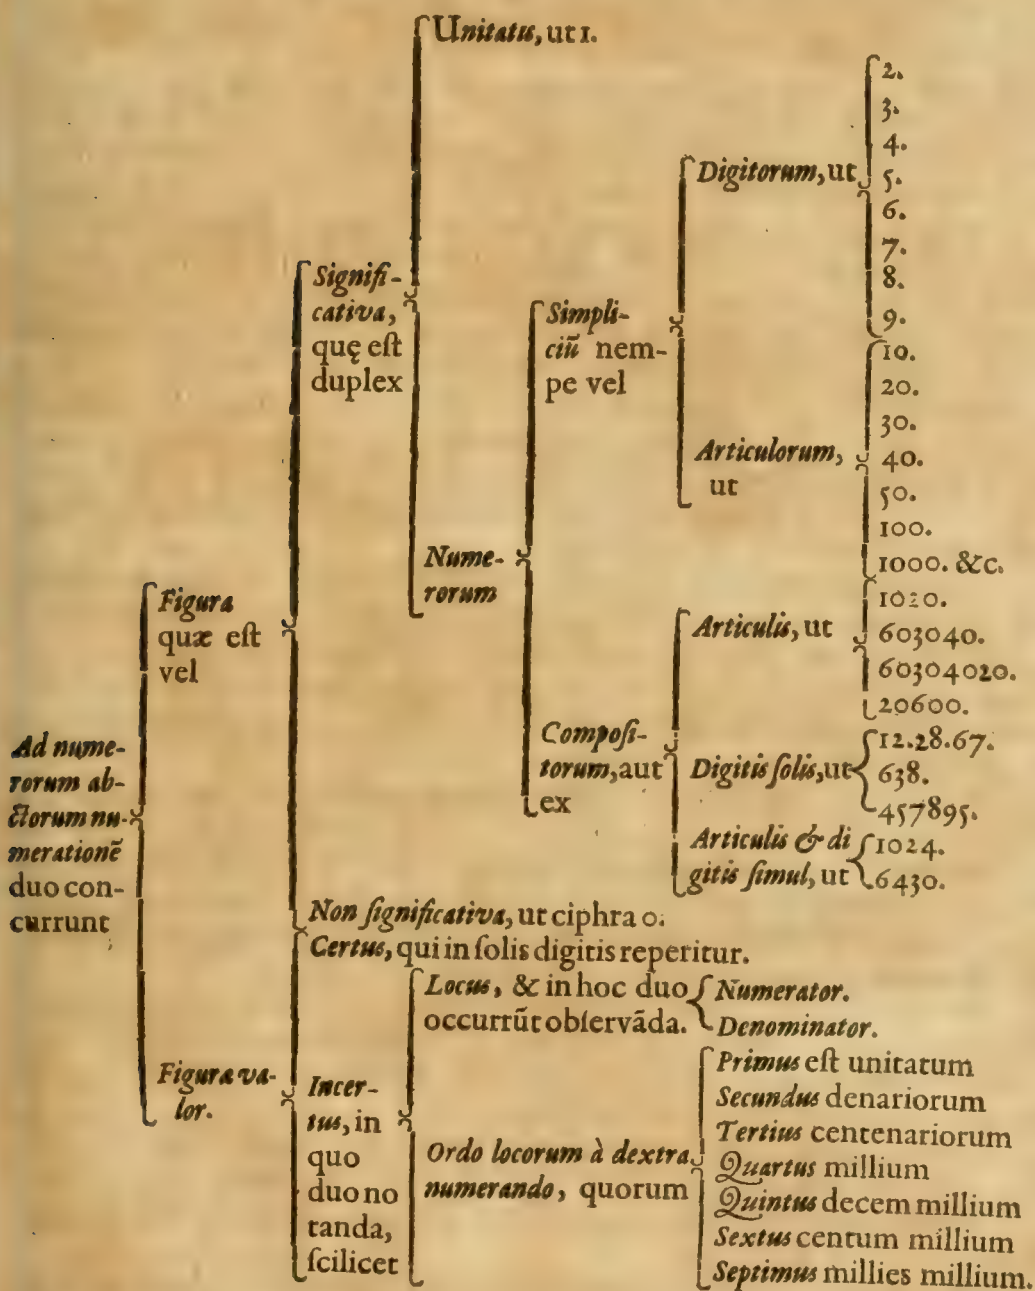 Unitatis, ut 1.
2.
3.
4.
Digitorum, ut
5.
6.
7.
8.
9.
Signifi-
cativa,
quę eſt
duplex
Simpli-
ciū nem-
pe vel
10.
20.
30.
Articulorum,
ut
40.
50.
100.
1000. &c.
Nume-
rorum
Figura
quæ eſt
vel
Articulis, ut
1020.
603040.
60304020.
20600.
Ad nume-
rorum ab-
ctorum nu-
merationē
duo con-
currunt
Compoſi-
torum, aut
ex
Digitis ſolis, ut
12.28.67.
638.
457895.
Articulis & di
gitis ſimul, ut
1024.
6430.
Non ſignificativa, ut ciphra 0.
Certus, qui in ſolis digitis reperitur.
Locus, & in hoc duo
occurrūt obſervāda.
Numerator.
Denominator.
Figuræ va-
lor.
Incer-
tus, in
quo
duo no
tanda,
ſcilicet
Ordo locorum à dextra
numerando, quorum
Primus eſt unitatum
Secundus denariorum
Tertius centenariorum
Quartus millium
Quintus decem millium
Sextus centum millium
Septimus millies millium.